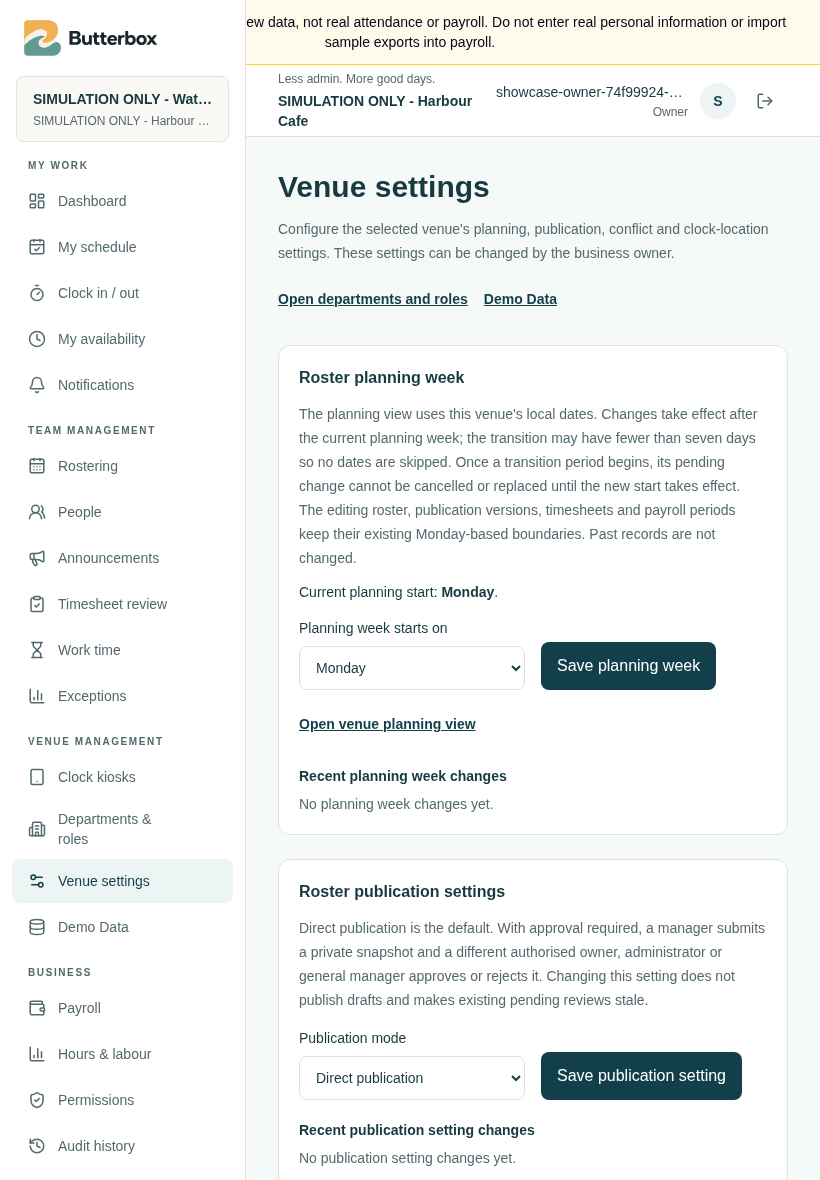 Butterbox
SIMULATION ONLY - Wat…
SIMULATION ONLY - Harbour …
MY WORK
Dashboard
My schedule
Clock in / out
My availability
Notifications
TEAM MANAGEMENT
Rostering
People
Announcements
Timesheet review
Work time
Exceptions
VENUE MANAGEMENT
Clock kiosks
Departments &
roles
Venue settings
Demo Data
BUSINESS
Payroll
Hours & labour
Permissions
Audit history
ew data, not real attendance or payroll. Do not enter real personal information or import
sample exports into payroll.
Less admin. More good days.
SIMULATION ONLY - Harbour
Cafe
showcase-owner-74f99924-…
Owner
S
Venue settings
Configure the selected venue's planning, publication, conflict and clock-location
settings. These settings can be changed by the business owner.
Open departments and roles Demo Data
Roster planning week
The planning view uses this venue's local dates. Changes take effect after
the current planning week; the transition may have fewer than seven days
so no dates are skipped. Once a transition period begins, its pending
change cannot be cancelled or replaced until the new start takes effect.
The editing roster, publication versions, timesheets and payroll periods
keep their existing Monday-based boundaries. Past records are not
changed.
Current planning start: Monday.
Planning week starts on
Monday
Save planning week
Open venue planning view
Recent planning week changes
No planning week changes yet.
Roster publication settings
Direct publication is the default. With approval required, a manager submits
a private snapshot and a different authorised owner, administrator or
general manager approves or rejects it. Changing this setting does not
publish drafts and makes existing pending reviews stale.
Publication mode
Direct publication
Save publication setting
Recent publication setting changes
No publication setting changes yet.